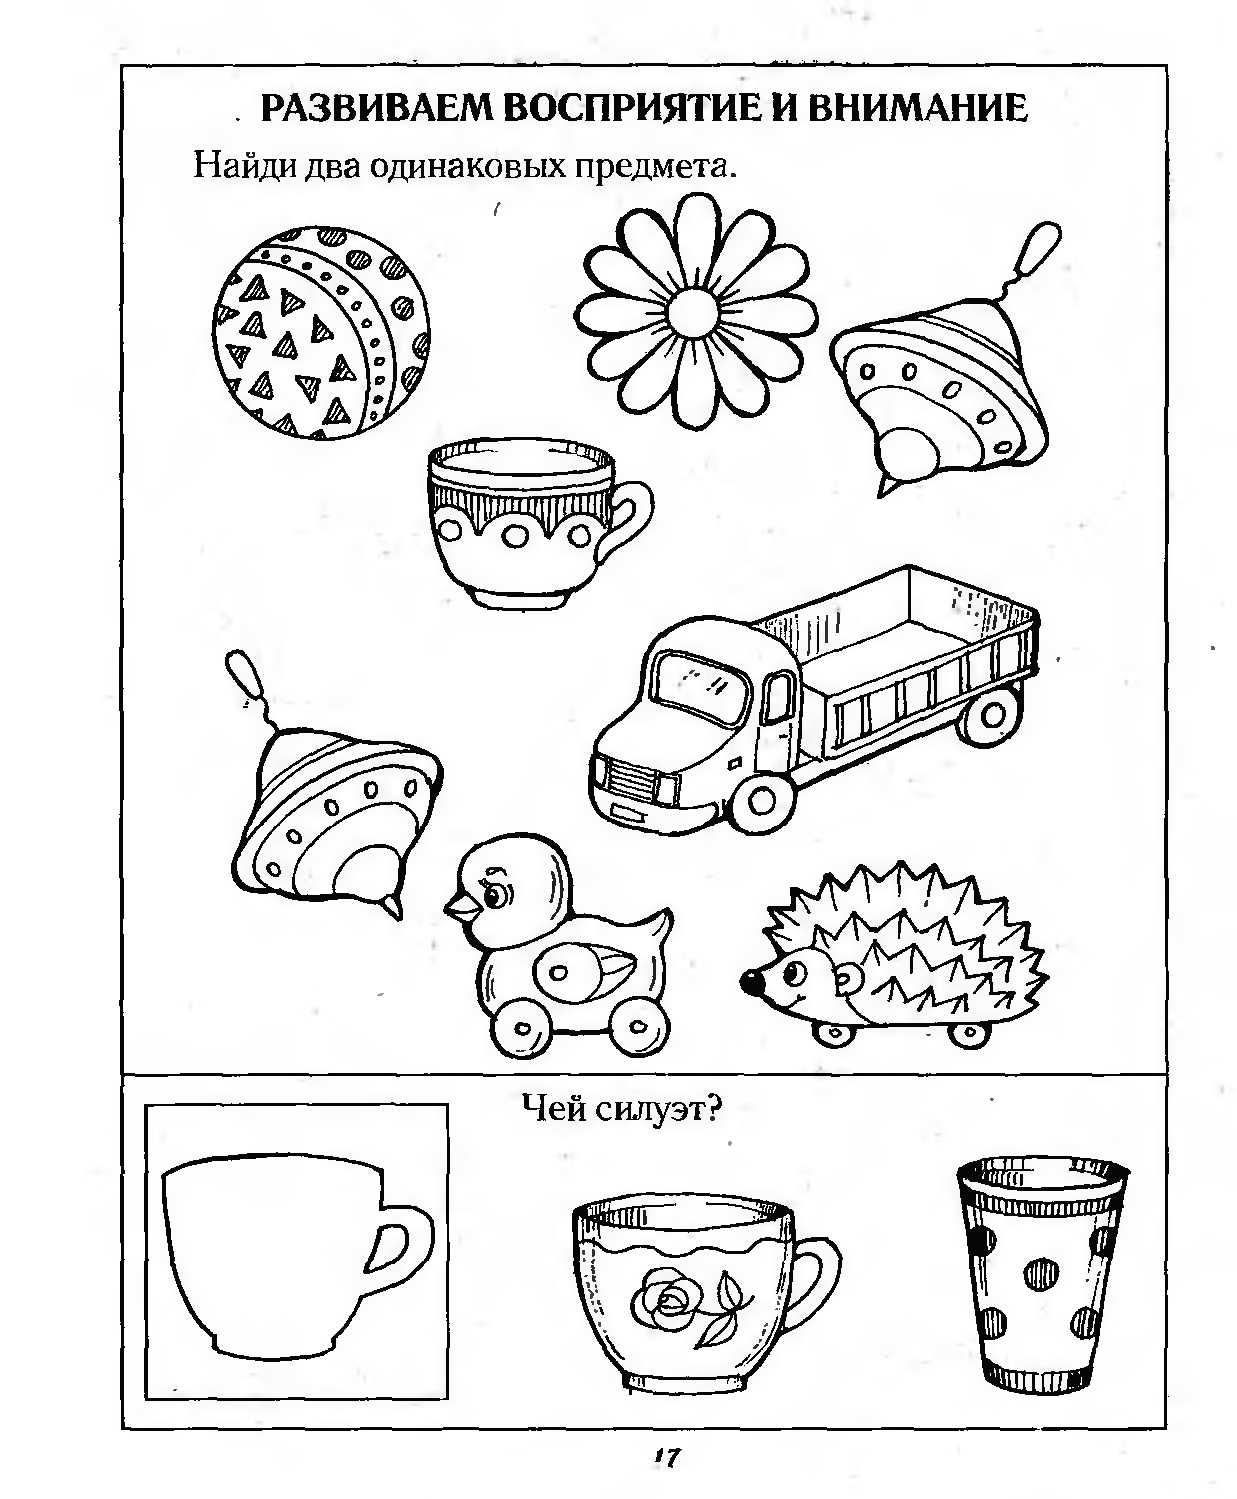 РАЗВИВАЕМ ВОСПРИЯТИЕ И ВНИМАНИЕ
Найди два одинаковых предмета.
Чей силуэт?
17